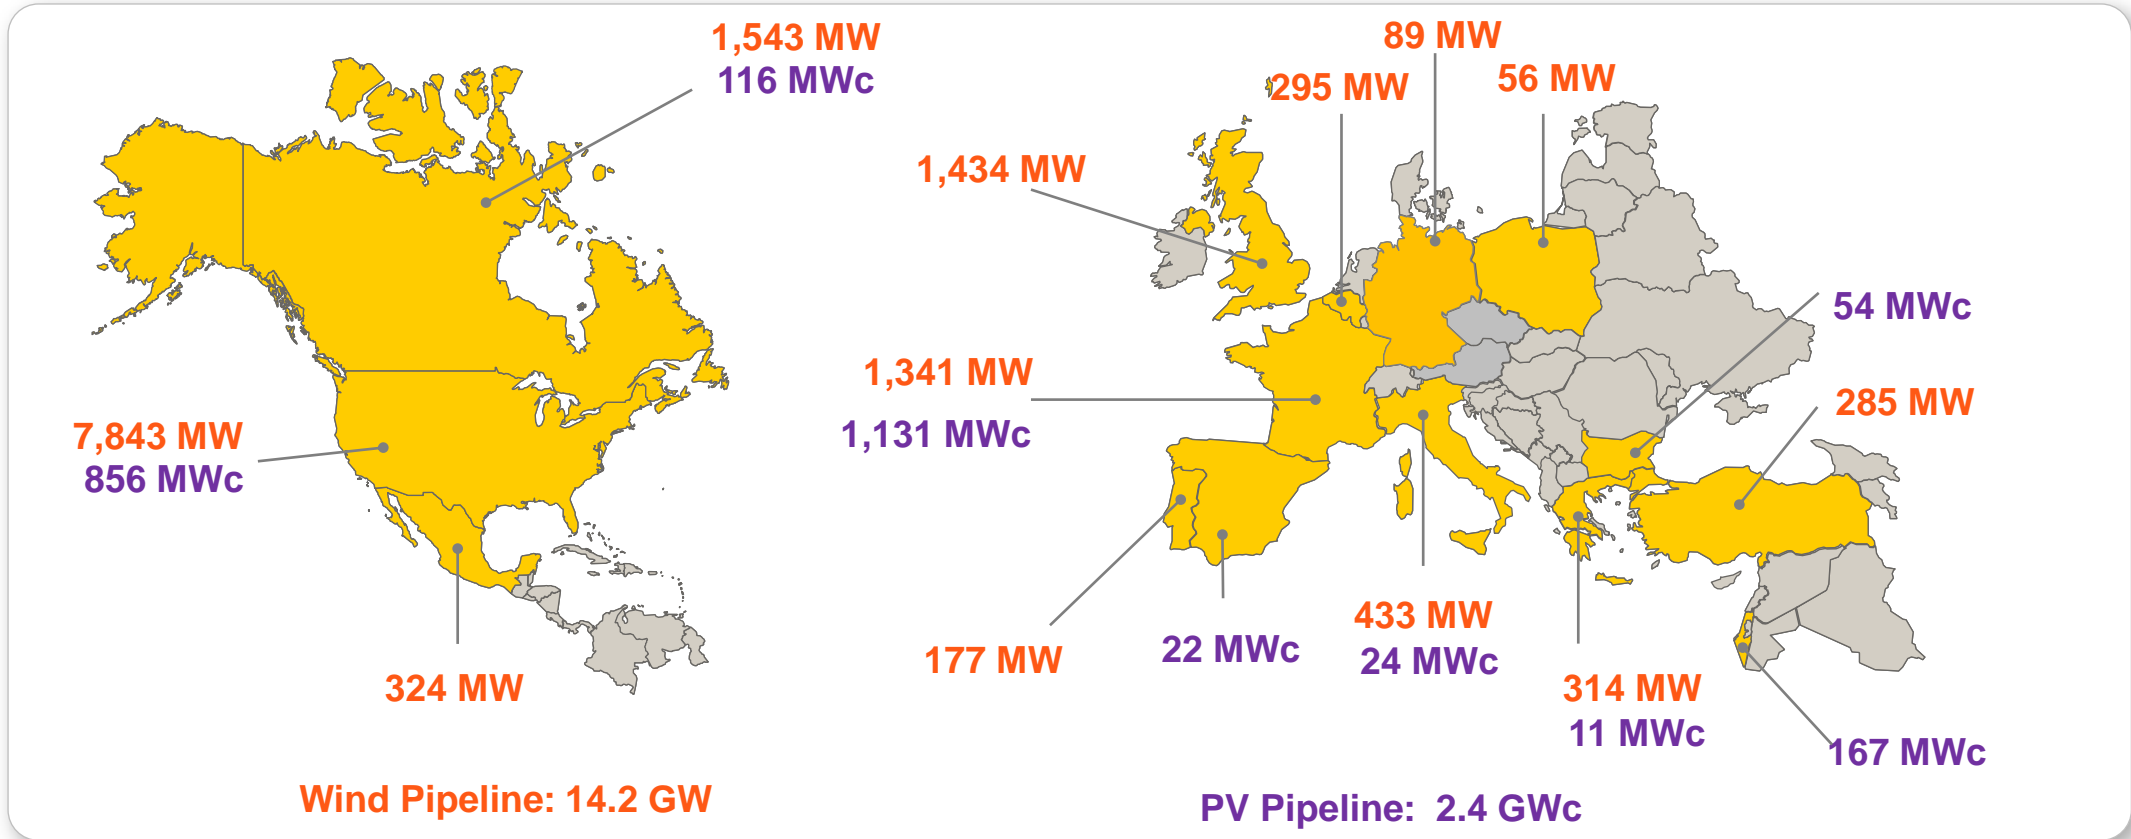 1,543 MW
116 MWc
7,843 MW
856 MWc
324 MW
89 MW
295 MW
56 MW
1,434 MW
54 MWc
1,341 MW
1,131 MWc
285 MW
177 MW
22 MWc
433 MW
24 MWc
314 MW
11 MWc
167 MWc
Wind Pipeline: 14.2 GW
PV Pipeline: 2.4 GWc